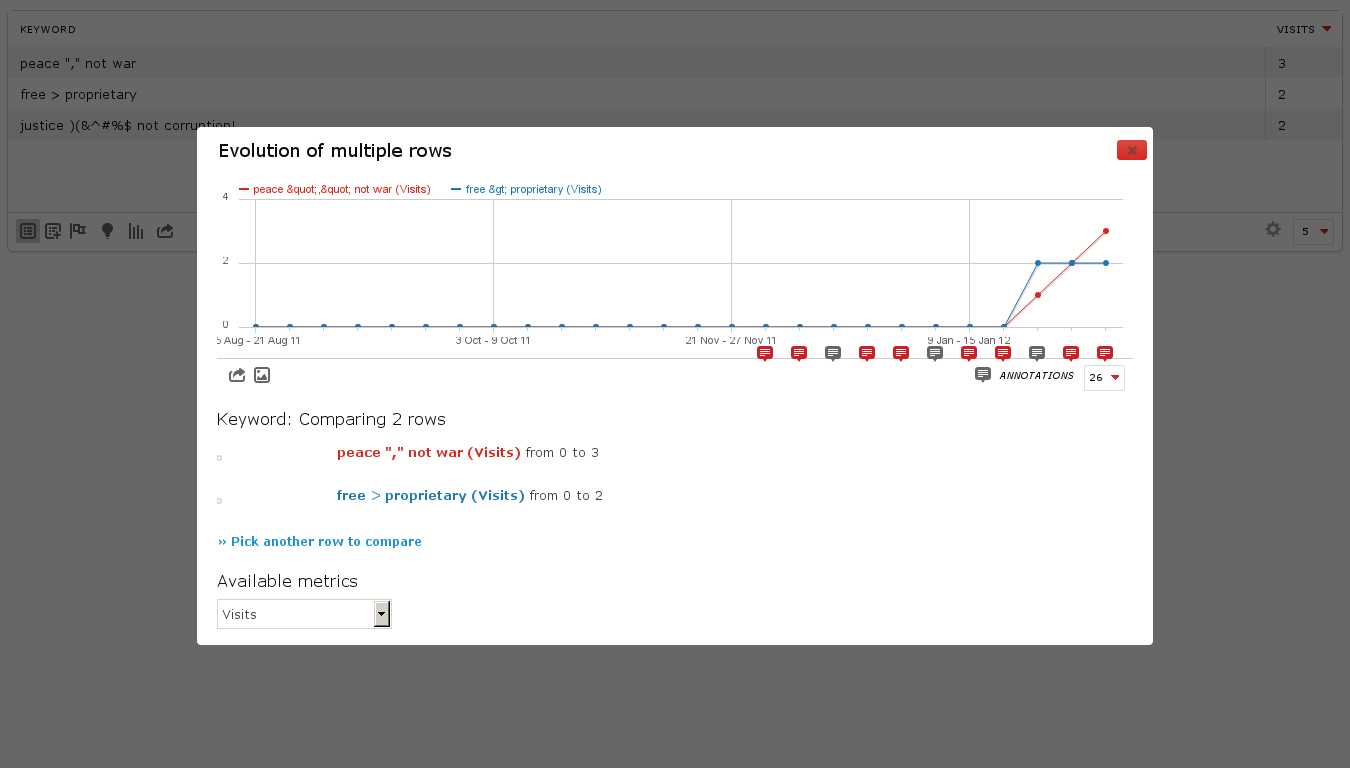 KEYWORD VISITS
peace "," not war 3
free > proprietary 2
justice )(&^#%$ not corruption! 2
5
Evolution of multiple rows
peace &quot;,&quot; not war (Visits) free &gt; proprietary (Visits)
4
2
0
5 Aug - 21 Aug 11 3 Oct - 9 Oct 11 21 Nov - 27 Nov 11 9 Jan - 15 Jan 12
ANNOTATIONS 26
Keyword: Comparing 2 rows
peace "," not war (Visits) from 0 to 3
free > proprietary (Visits) from 0 to 2
» Pick another row to compare
Available metrics
Visits